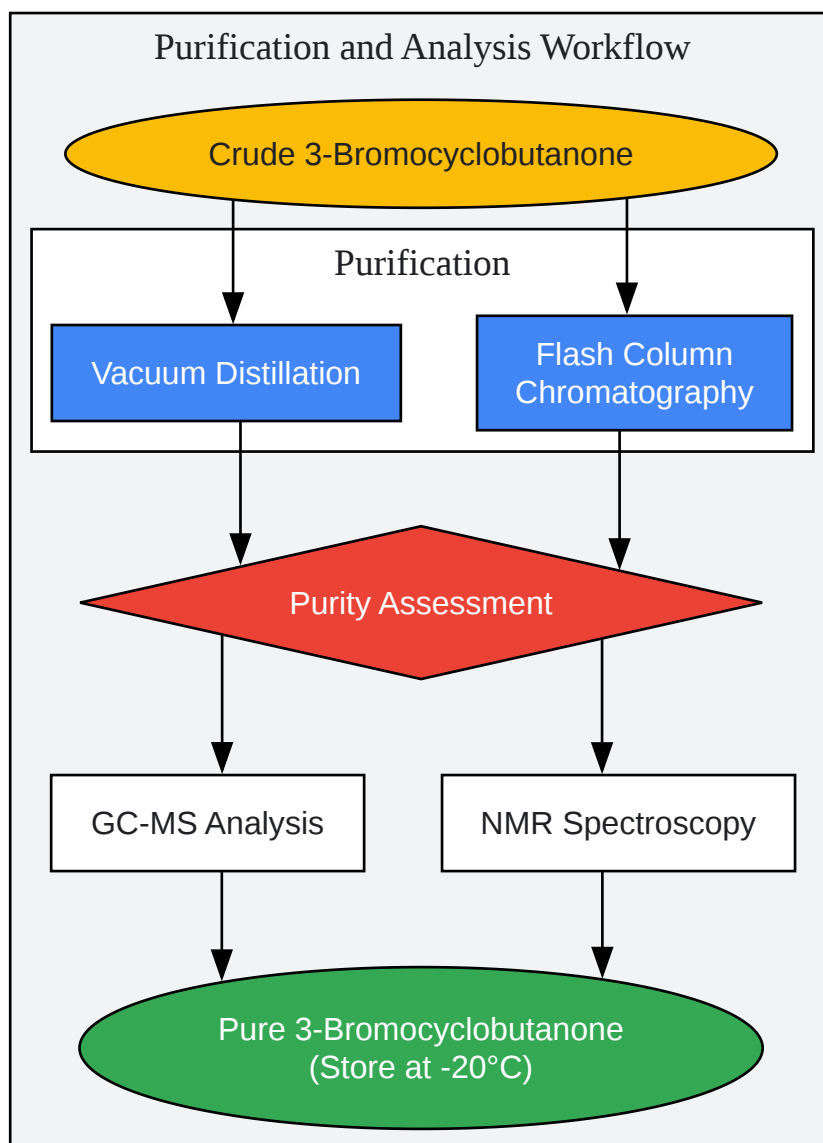 Purification and Analysis Workflow
Crude 3-Bromocyclobutanone
Purification
Vacuum Distillation
Flash Column
Chromatography
Purity Assessment
GC-MS Analysis
NMR Spectroscopy
Pure 3-Bromocyclobutanone
(Store at -20°C)